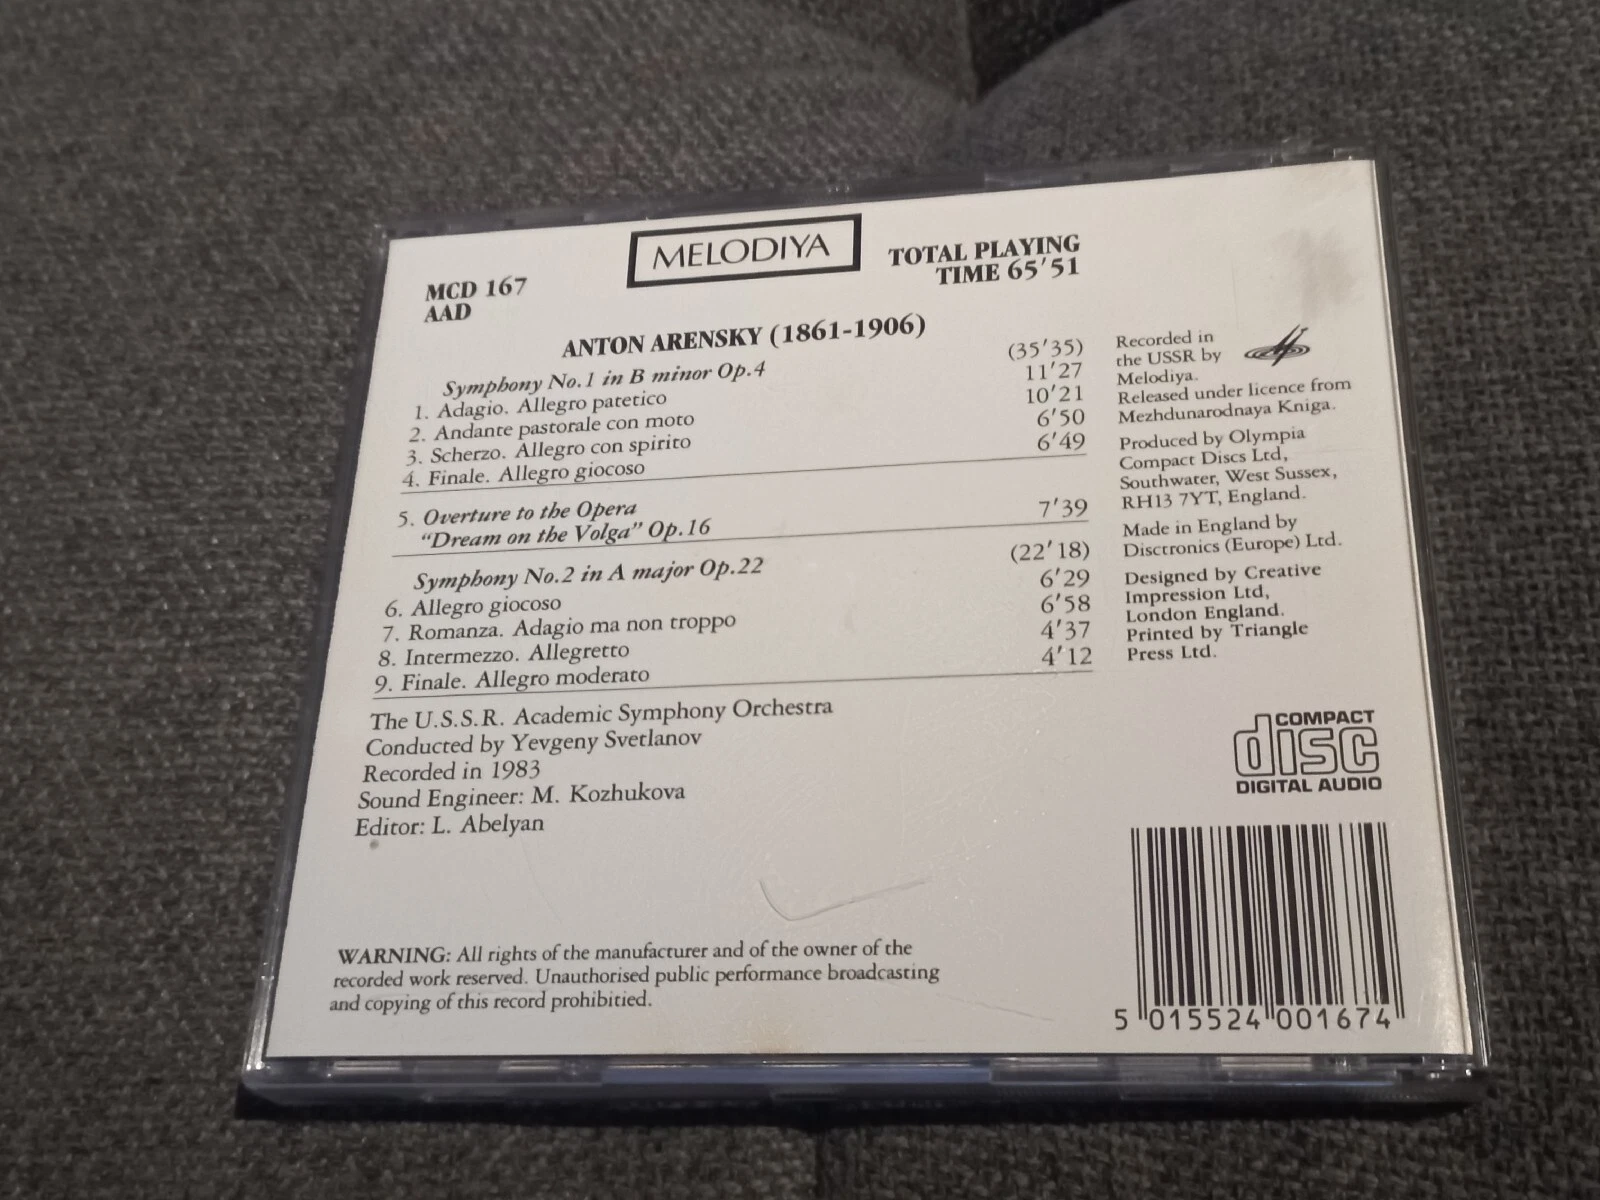 MELODIYA
MCD 167
AAD
TOTAL PLAYING
TIME 65'51
ANTON ARENSKY (1861-1906)
Symphony No.1 in B minor Op.4 (35'35)
1. Adagio. Allegro patetico 11'27
2. Andante pastorale con moto 10'21
3. Scherzo. Allegro con spirito 6'50
4. Finale. Allegro giocoso 6'49
5. Overture to the Opera
"Dream on the Volga" Op.16 7'39
Symphony No.2 in A major Op.22 (22'18)
6. Allegro giocoso 6'29
7. Romanza. Adagio ma non troppo 6'58
8. Intermezzo. Allegretto 4'37
9. Finale. Allegro moderato 4'12
The U.S.S.R. Academic Symphony Orchestra
Conducted by Yevgeny Svetlanov
Recorded in 1983
Sound Engineer: M. Kozhukova
Editor: L. Abelyan
WARNING: All rights of the manufacturer and of the owner of the
recorded work reserved. Unauthorised public performance broadcasting
and copying of this record prohibitied.
Recorded in
the USSR by
Melodiya.
Released under licence from
Mezhdunarodnaya Kniga.
Produced by Olympia
Compact Discs Ltd,
Southwater, West Sussex,
RH13 7YT, England.
Made in England by
Disctronics (Europe) Ltd.
Designed by Creative
Impression Ltd,
London England.
Printed by Triangle
Press Ltd.
COMPACT
disc
DIGITAL AUDIO
5 015524 001674